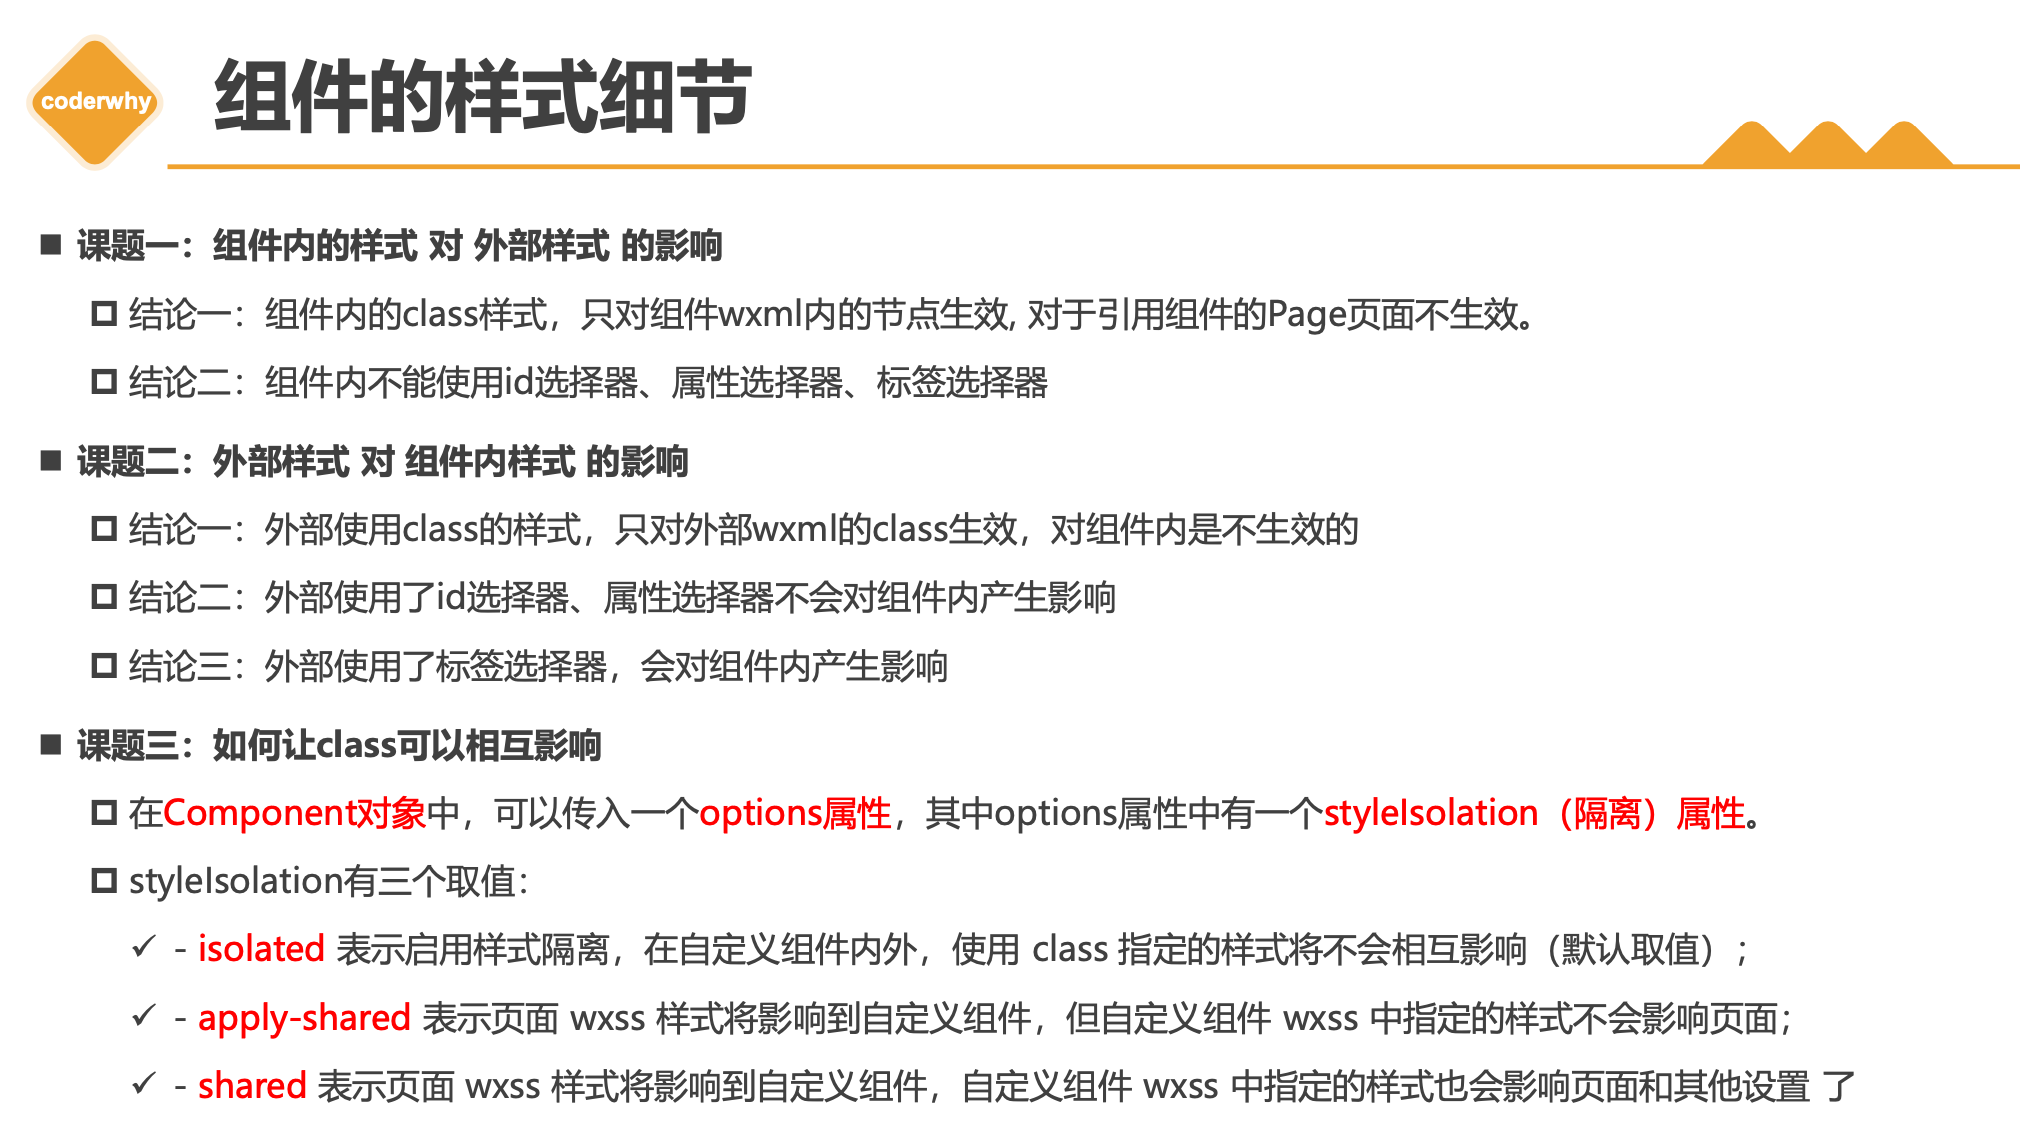 coderwhy
组件的样式细节
课题一：组件内的样式 对 外部样式 的影响
结论一：组件内的class样式，只对组件wxml内的节点生效, 对于引用组件的Page页面不生效。
结论二：组件内不能使用id选择器、属性选择器、标签选择器
课题二：外部样式 对 组件内样式 的影响
结论一：外部使用class的样式，只对外部wxml的class生效，对组件内是不生效的
结论二：外部使用了id选择器、属性选择器不会对组件内产生影响
结论三：外部使用了标签选择器，会对组件内产生影响
课题三：如何让class可以相互影响
在Component对象中，可以传入一个options属性，其中options属性中有一个styleIsolation（隔离）属性。
styleIsolation有三个取值：
- isolated 表示启用样式隔离，在自定义组件内外，使用 class 指定的样式将不会相互影响（默认取值）；
- apply-shared 表示页面 wxss 样式将影响到自定义组件，但自定义组件 wxss 中指定的样式不会影响页面；
- shared 表示页面 wxss 样式将影响到自定义组件，自定义组件 wxss 中指定的样式也会影响页面和其他设置 了